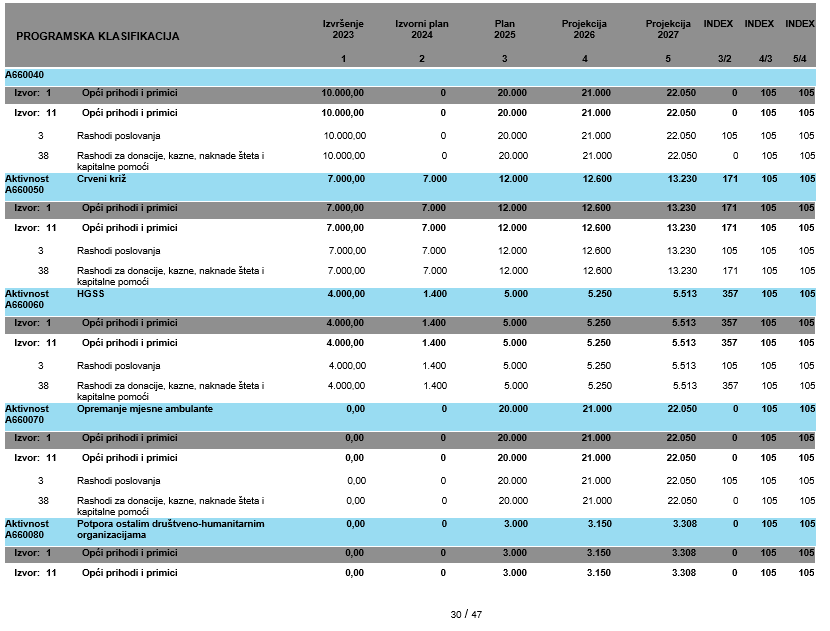 PROGRAMSKA KLASIFIKACIJA Izvršenje 2023 Izvorni plan 2024 Plan 2025 Projekcija 2026 Projekcija 2027 INDEX INDEX INDEX
1 2 3 4 5 3/2 4/3 5/4
A660040
Izvor: 1 Opći prihodi i primici 10.000,00 0 20.000 21.000 22.050 0 105 105
Izvor: 11 Opći prihodi i primici 10.000,00 0 20.000 21.000 22.050 0 105 105
3 Rashodi poslovanja 10.000,00 0 20.000 21.000 22.050 105 105 105
38 Rashodi za donacije, kazne, naknade šteta i 10.000,00 0 20.000 21.000 22.050 0 105 105
kapitalne pomoći
Aktivnost Crveni križ 7.000,00 7.000 12.000 12.600 13.230 171 105 105
A660050
Izvor: 1 Opći prihodi i primici 7.000,00 7.000 12.000 12.600 13.230 171 105 105
Izvor: 11 Opći prihodi i primici 7.000,00 7.000 12.000 12.600 13.230 171 105 105
3 Rashodi poslovanja 7.000,00 7.000 12.000 12.600 13.230 105 105 105
38 Rashodi za donacije, kazne, naknade šteta i 7.000,00 7.000 12.000 12.600 13.230 171 105 105
kapitalne pomoći
Aktivnost HGSS 4.000,00 1.400 5.000 5.250 5.513 357 105 105
A660060
Izvor: 1 Opći prihodi i primici 4.000,00 1.400 5.000 5.250 5.513 357 105 105
Izvor: 11 Opći prihodi i primici 4.000,00 1.400 5.000 5.250 5.513 357 105 105
3 Rashodi poslovanja 4.000,00 1.400 5.000 5.250 5.513 105 105 105
38 Rashodi za donacije, kazne, naknade šteta i 4.000,00 1.400 5.000 5.250 5.513 357 105 105
kapitalne pomoći
Aktivnost Opremanje mjesne ambulante 0,00 0 20.000 21.000 22.050 0 105 105
A660070
Izvor: 1 Opći prihodi i primici 0,00 0 20.000 21.000 22.050 0 105 105
Izvor: 11 Opći prihodi i primici 0,00 0 20.000 21.000 22.050 0 105 105
3 Rashodi poslovanja 0,00 0 20.000 21.000 22.050 105 105 105
38 Rashodi za donacije, kazne, naknade šteta i 0,00 0 20.000 21.000 22.050 0 105 105
kapitalne pomoći
Aktivnost Potpora ostalim društveno-humanitarnim 0,00 0 3.000 3.150 3.308 0 105 105
A660080 organizacijama
Izvor: 1 Opći prihodi i primici 0,00 0 3.000 3.150 3.308 0 105 105
Izvor: 11 Opći prihodi i primici 0,00 0 3.000 3.150 3.308 0 105 105
30 / 47